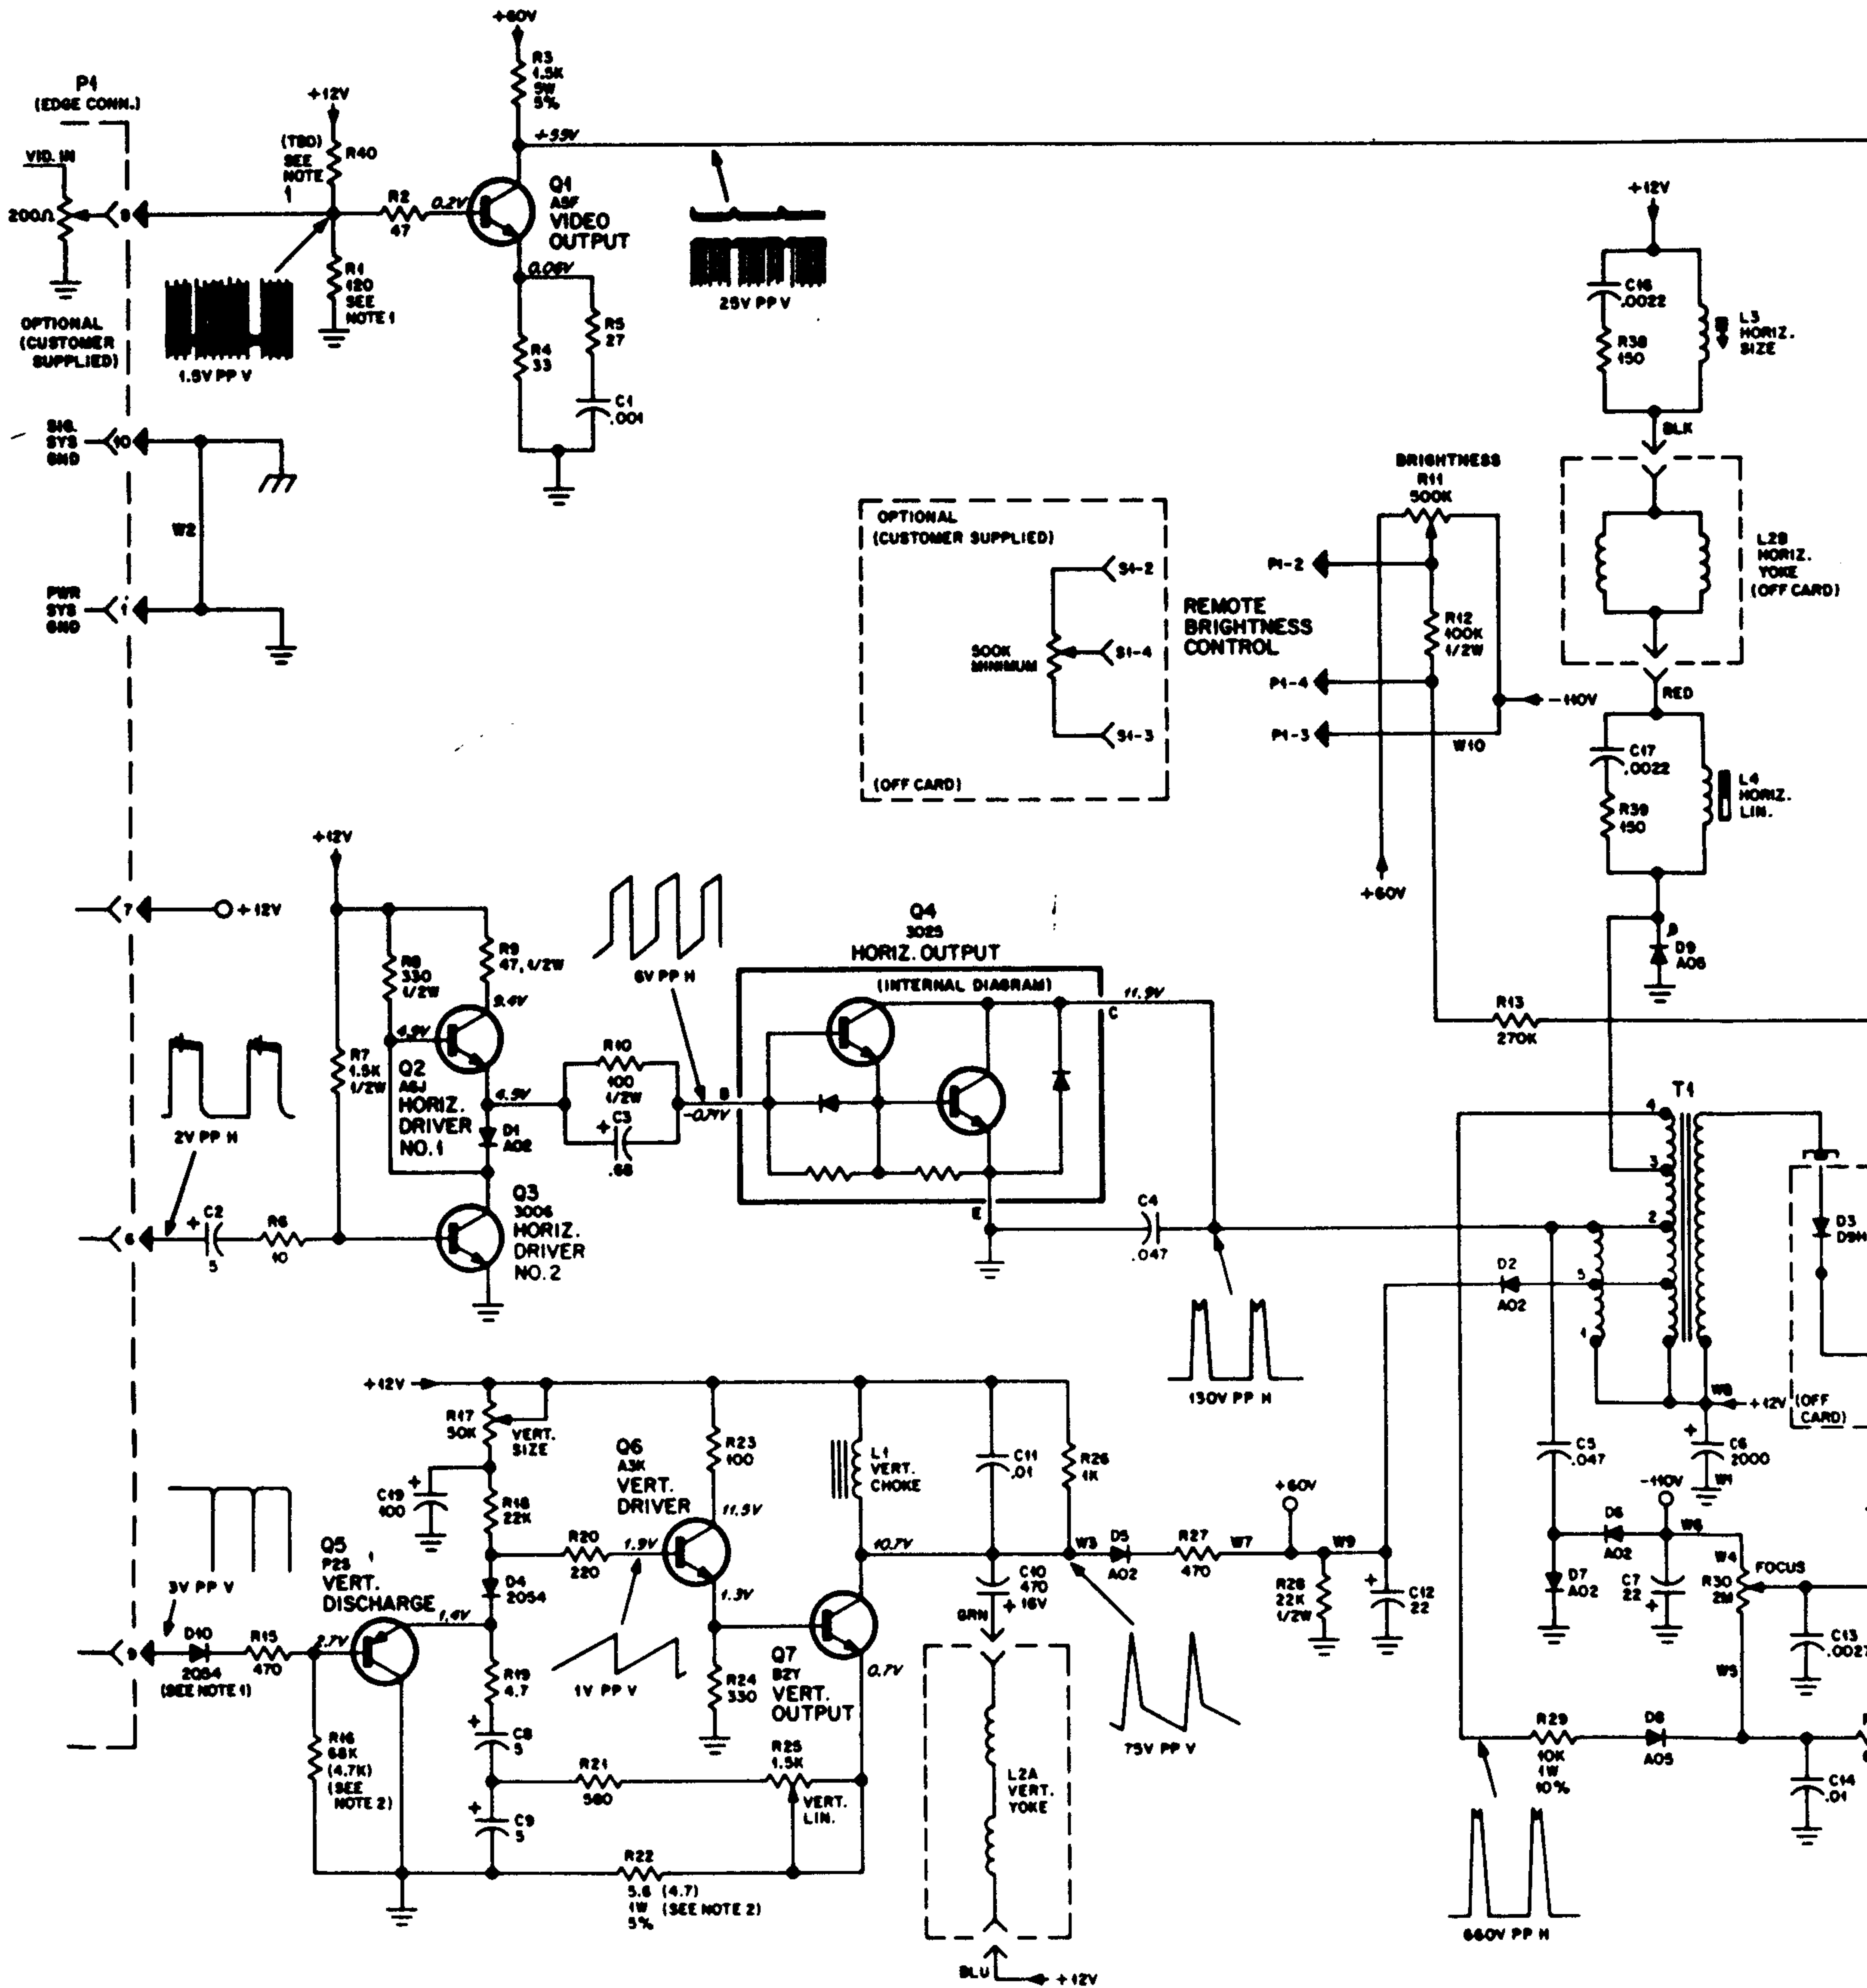 +60V
R3
1.5K
5W
5%
P1
(EDGE CONN.)
+12V
VID. IN
(TBD)
SEE
NOTE
1
R40
+55V
200Ω
R2
47
0.2V
Q1
A5F
VIDEO
OUTPUT
R1
120
SEE
NOTE 1
0.06V
25V PP V
OPTIONAL
(CUSTOMER
SUPPLIED)
1.5V PP V
R4
33
R5
27
C1
.001
+12V
C16
.0022
R38
150
L3
HORIZ.
SIZE
BLK
SIG.
SYS
GND
10
W2
PWR
SYS
GND
1
OPTIONAL
(CUSTOMER SUPPLIED)
S1-2
500K
MINIMUM
S1-4
S1-3
(OFF CARD)
REMOTE
BRIGHTNESS
CONTROL
BRIGHTNESS
R11
500K
P1-2
R12
100K
1/2W
P1-4
P1-3
-110V
W10
+60V
L2B
HORIZ.
YOKE
(OFF CARD)
RED
C17
.0022
R39
150
L4
HORIZ.
LIN.
D9
A05
R13
270K
7
+12V
+12V
R8
330
1/2W
R9
47, 1/2W
9.4V
4.9V
R7
1.5K
1/2W
Q2
A6J
HORIZ.
DRIVER
NO. 1
4.5V
D1
A02
2V PP H
6
C2
5
R6
10
Q3
3006
HORIZ.
DRIVER
NO. 2
R10
100
1/2W
C3
.68
6V PP H
B
-0.71V
Q4
3025
HORIZ. OUTPUT
(INTERNAL DIAGRAM)
11.9V
C
E
C4
.047
130V PP H
T1
4
3
2
5
1
D2
A02
D3
W8
+12V
(OFF
CARD)
C5
.047
C6
2000
W1
-110V
D6
A02
W6
D7
A02
C7
22
W4
R30
2M
FOCUS
W5
C13
.0027
+12V
R17
50K
VERT.
SIZE
C19
100
R18
22K
Q6
A3K
VERT.
DRIVER
R23
100
11.5V
L1
VERT.
CHOKE
C11
.01
R26
1K
3V PP V
Q5
P2S
VERT.
DISCHARGE
R20
220
1.9V
D4
2054
1.4V
1.3V
10.7V
W3
D5
A02
R27
470
W7
+60V
W9
R28
22K
1/2W
C12
22
C10
470
16V
GRN
9
D10
2054
(SEE NOTE 1)
R15
470
2.7V
R19
4.7
1V PP V
R24
330
Q7
B2Y
VERT.
OUTPUT
0.7V
R16
68K
(4.7K)
(SEE
NOTE 2)
C8
5
R21
560
R25
1.5K
VERT.
LIN.
C9
5
R22
5.6 (4.7)
1W (SEE NOTE 2)
5%
L2A
VERT.
YOKE
BLU
+12V
75V PP V
R29
10K
1W
10%
D8
A05
C14
.01
660V PP H